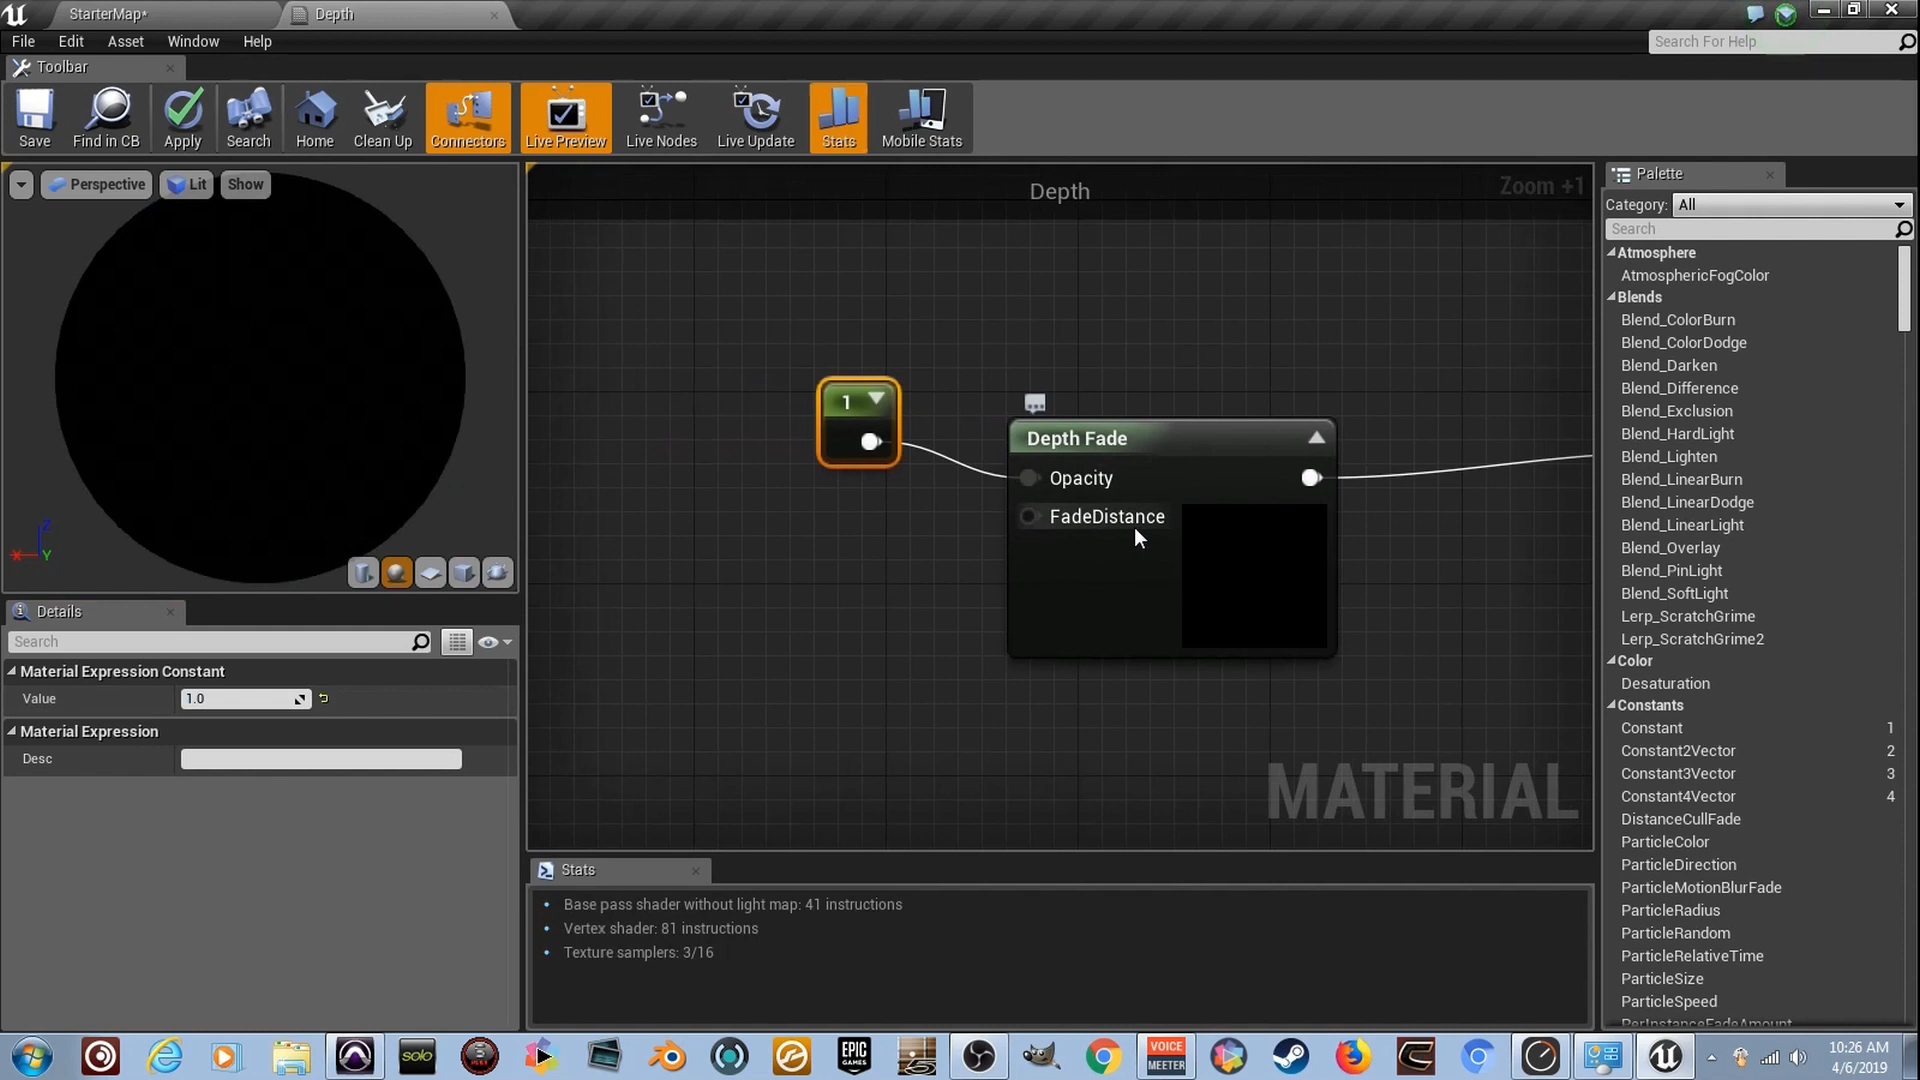 StarterMap*
Depth
File
Edit
Asset
Window
Help
Search For Help
Toolbar
Save
Find in CB
Apply
Search
Home
Clean Up
Connectors
Live Preview
Live Nodes
Live Update
Stats
Mobile Stats
Perspective
Lit
Show
Z
X
Y
Depth
Zoom +1
1
Depth Fade
Opacity
FadeDistance
MATERIAL
Palette
Category:
All
Search
Atmosphere
AtmosphericFogColor
Blends
Blend_ColorBurn
Blend_ColorDodge
Blend_Darken
Blend_Difference
Blend_Exclusion
Blend_HardLight
Blend_Lighten
Blend_LinearBurn
Blend_LinearDodge
Blend_LinearLight
Blend_Overlay
Blend_PinLight
Blend_SoftLight
Lerp_ScratchGrime
Lerp_ScratchGrime2
Color
Desaturation
Constants
Constant 1
Constant2Vector 2
Constant3Vector 3
Constant4Vector 4
DistanceCullFade
ParticleColor
ParticleDirection
ParticleMotionBlurFade
ParticleRadius
ParticleRandom
ParticleRelativeTime
ParticleSize
ParticleSpeed
PerInstanceFadeAmount
Details
Search
Material Expression Constant
Value 1.0
Material Expression
Desc
Stats
Base pass shader without light map: 41 instructions
Vertex shader: 81 instructions
Texture samplers: 3/16
solo
EPIC
GAMES
VOICE
MEETER
10:26 AM
4/6/2019